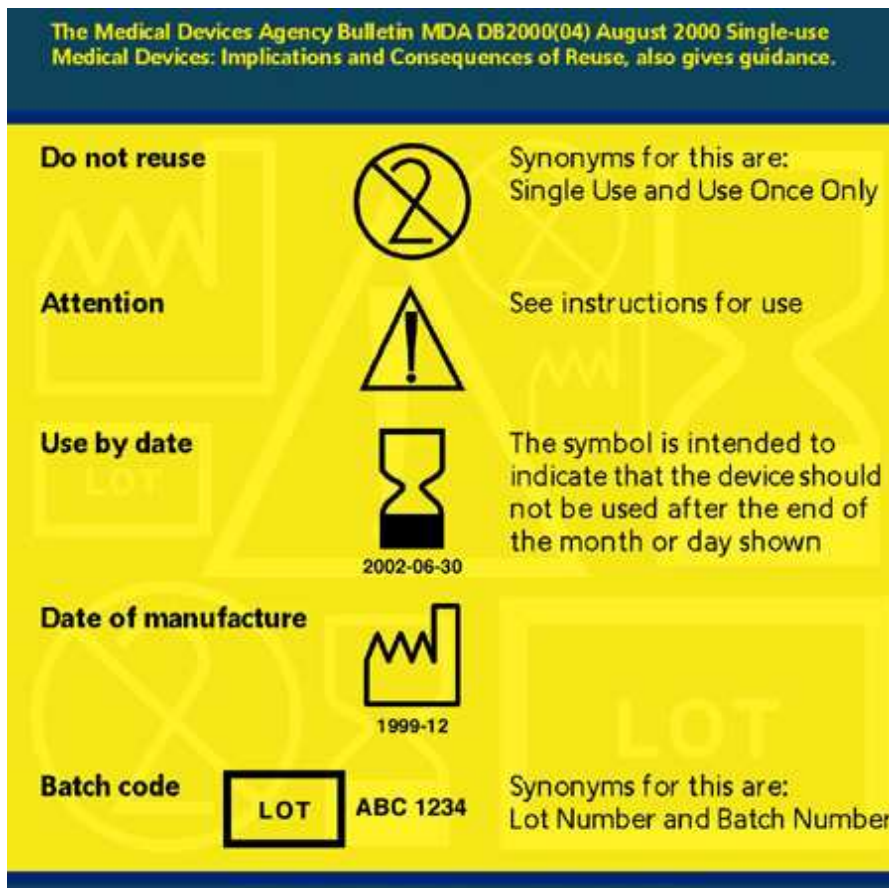 The Medical Devices Agency Bulletin MDA DB2000(04) August 2000 Single-use
Medical Devices: Implications and Consequences of Reuse, also gives guidance.
Do not reuse
2
Synonyms for this are:
Single Use and Use Once Only
Attention
!
See instructions for use
Use by date
2002-06-30
The symbol is intended to
indicate that the device should
not be used after the end of
the month or day shown
Date of manufacture
1999-12
Batch code
LOT
ABC 1234
Synonyms for this are:
Lot Number and Batch Number
LOT
LOT